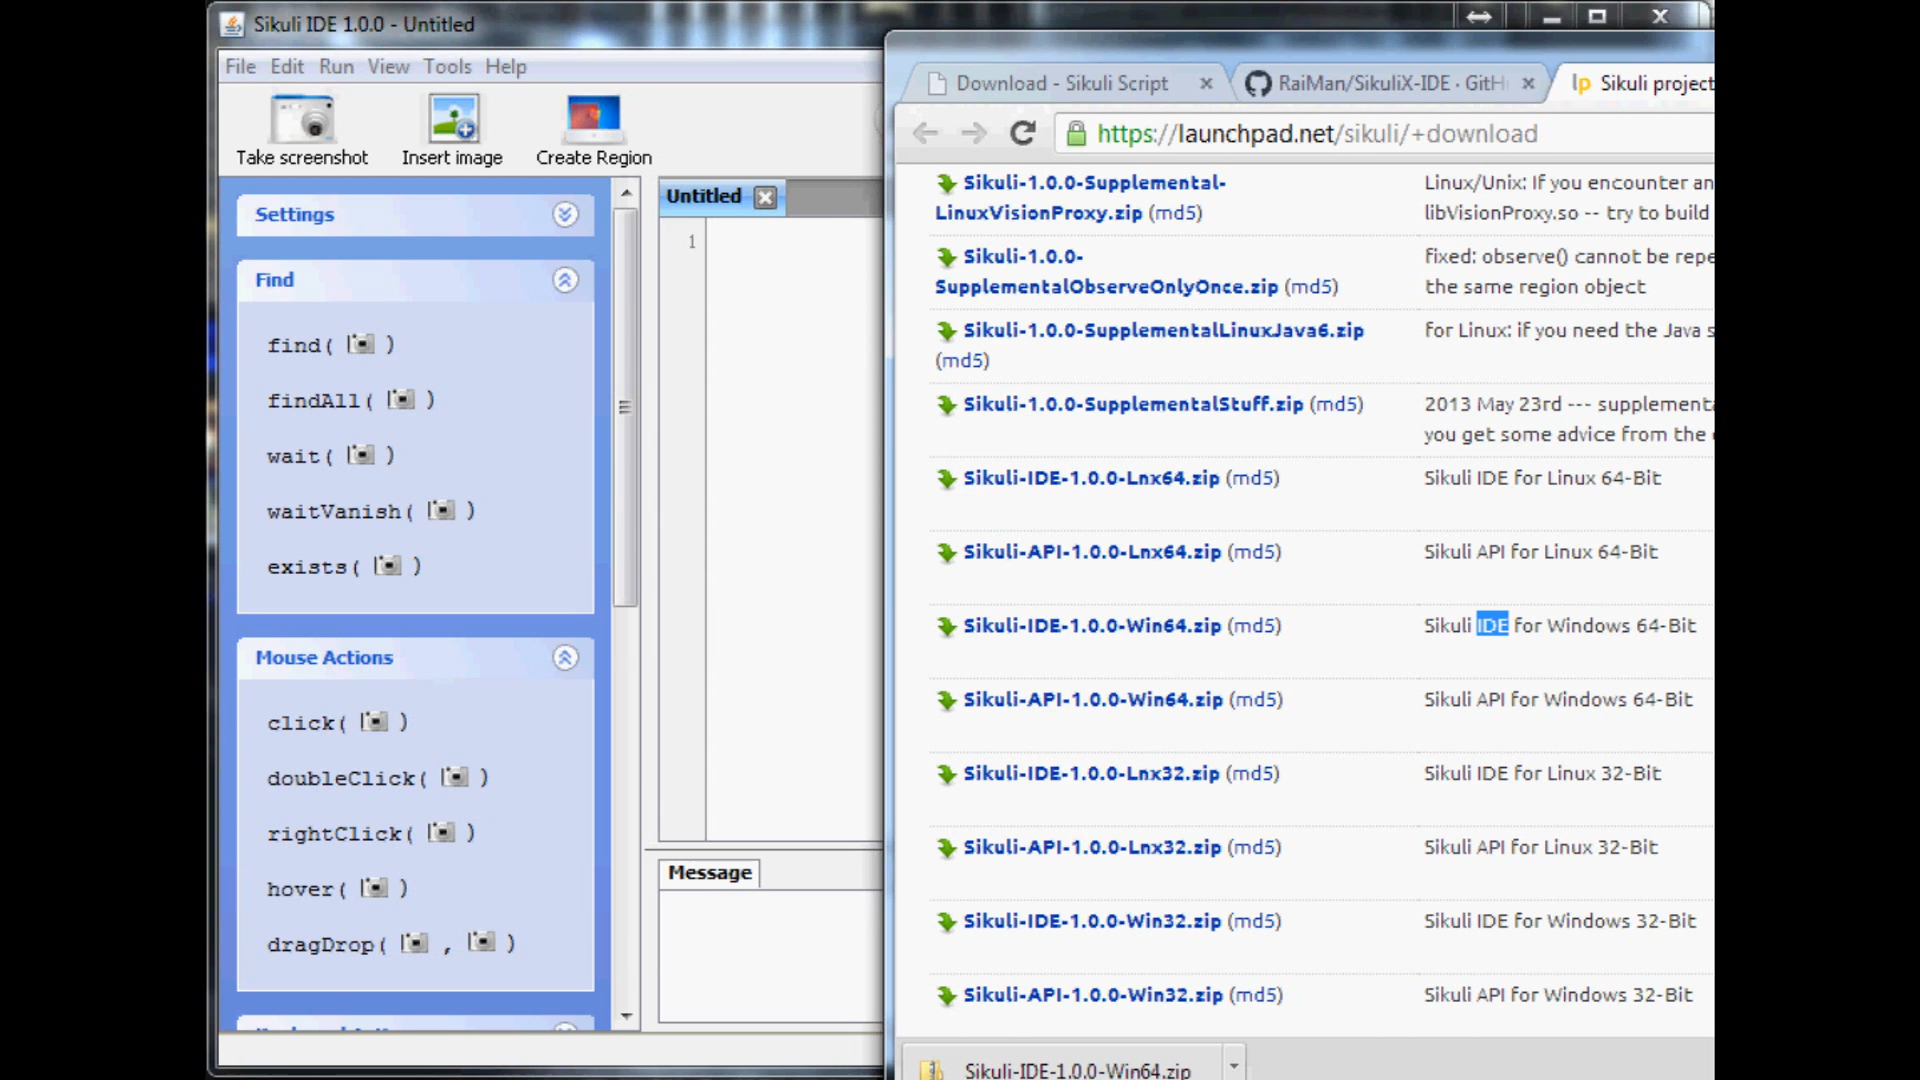 Sikuli IDE 1.0.0 - Untitled
File Edit Run View Tools Help
Take screenshot Insert image Create Region
Settings
Find
find( )
findAll( )
wait( )
waitVanish( )
exists( )
Mouse Actions
click( )
doubleClick( )
rightClick( )
hover( )
dragDrop( , )
Untitled
1
Message
Download - Sikuli Script
RaiMan/SikuliX-IDE · GitH
lp Sikuli project
https://launchpad.net/sikuli/+download
Sikuli-1.0.0-Supplemental-
LinuxVisionProxy.zip (md5)
Linux/Unix: If you encounter an
libVisionProxy.so -- try to build
Sikuli-1.0.0-
SupplementalObserveOnlyOnce.zip (md5)
fixed: observe() cannot be repe
the same region object
Sikuli-1.0.0-SupplementalLinuxJava6.zip
(md5)
for Linux: if you need the Java s
Sikuli-1.0.0-SupplementalStuff.zip (md5)
2013 May 23rd --- supplementa
you get some advice from the
Sikuli-IDE-1.0.0-Lnx64.zip (md5)
Sikuli IDE for Linux 64-Bit
Sikuli-API-1.0.0-Lnx64.zip (md5)
Sikuli API for Linux 64-Bit
Sikuli-IDE-1.0.0-Win64.zip (md5)
Sikuli IDE for Windows 64-Bit
Sikuli-API-1.0.0-Win64.zip (md5)
Sikuli API for Windows 64-Bit
Sikuli-IDE-1.0.0-Lnx32.zip (md5)
Sikuli IDE for Linux 32-Bit
Sikuli-API-1.0.0-Lnx32.zip (md5)
Sikuli API for Linux 32-Bit
Sikuli-IDE-1.0.0-Win32.zip (md5)
Sikuli IDE for Windows 32-Bit
Sikuli-API-1.0.0-Win32.zip (md5)
Sikuli API for Windows 32-Bit
Sikuli-IDE-1.0.0-Win64.zip